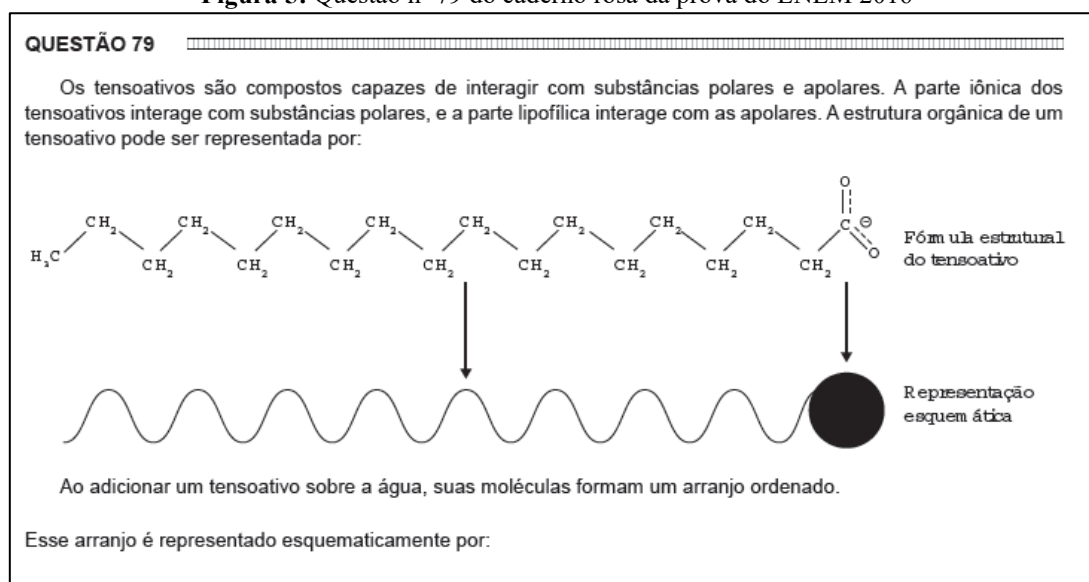 Figura 3: Questão nº 79 do caderno rosa da prova do ENEM 2016
QUESTÃO 79
Os tensoativos são compostos capazes de interagir com substâncias polares e apolares. A parte iônica dos
tensoativos interage com substâncias polares, e a parte lipofílica interage com as apolares. A estrutura orgânica de um
tensoativo pode ser representada por:
O
CH2 CH2 CH2 CH2 CH2 CH2 CH2 CH2 C ⊖
H3C CH2 CH2 CH2 CH2 CH2 CH2 CH2 CH2 O
Fórmula estrutural
do tensoativo
Representação
esquemática
Ao adicionar um tensoativo sobre a água, suas moléculas formam um arranjo ordenado.
Esse arranjo é representado esquematicamente por: